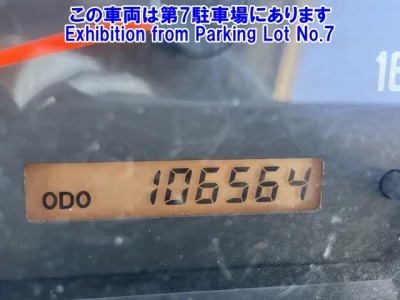 この車両は第7駐車場にあります
Exhibition from Parking Lot No.7
16
ODO 106564